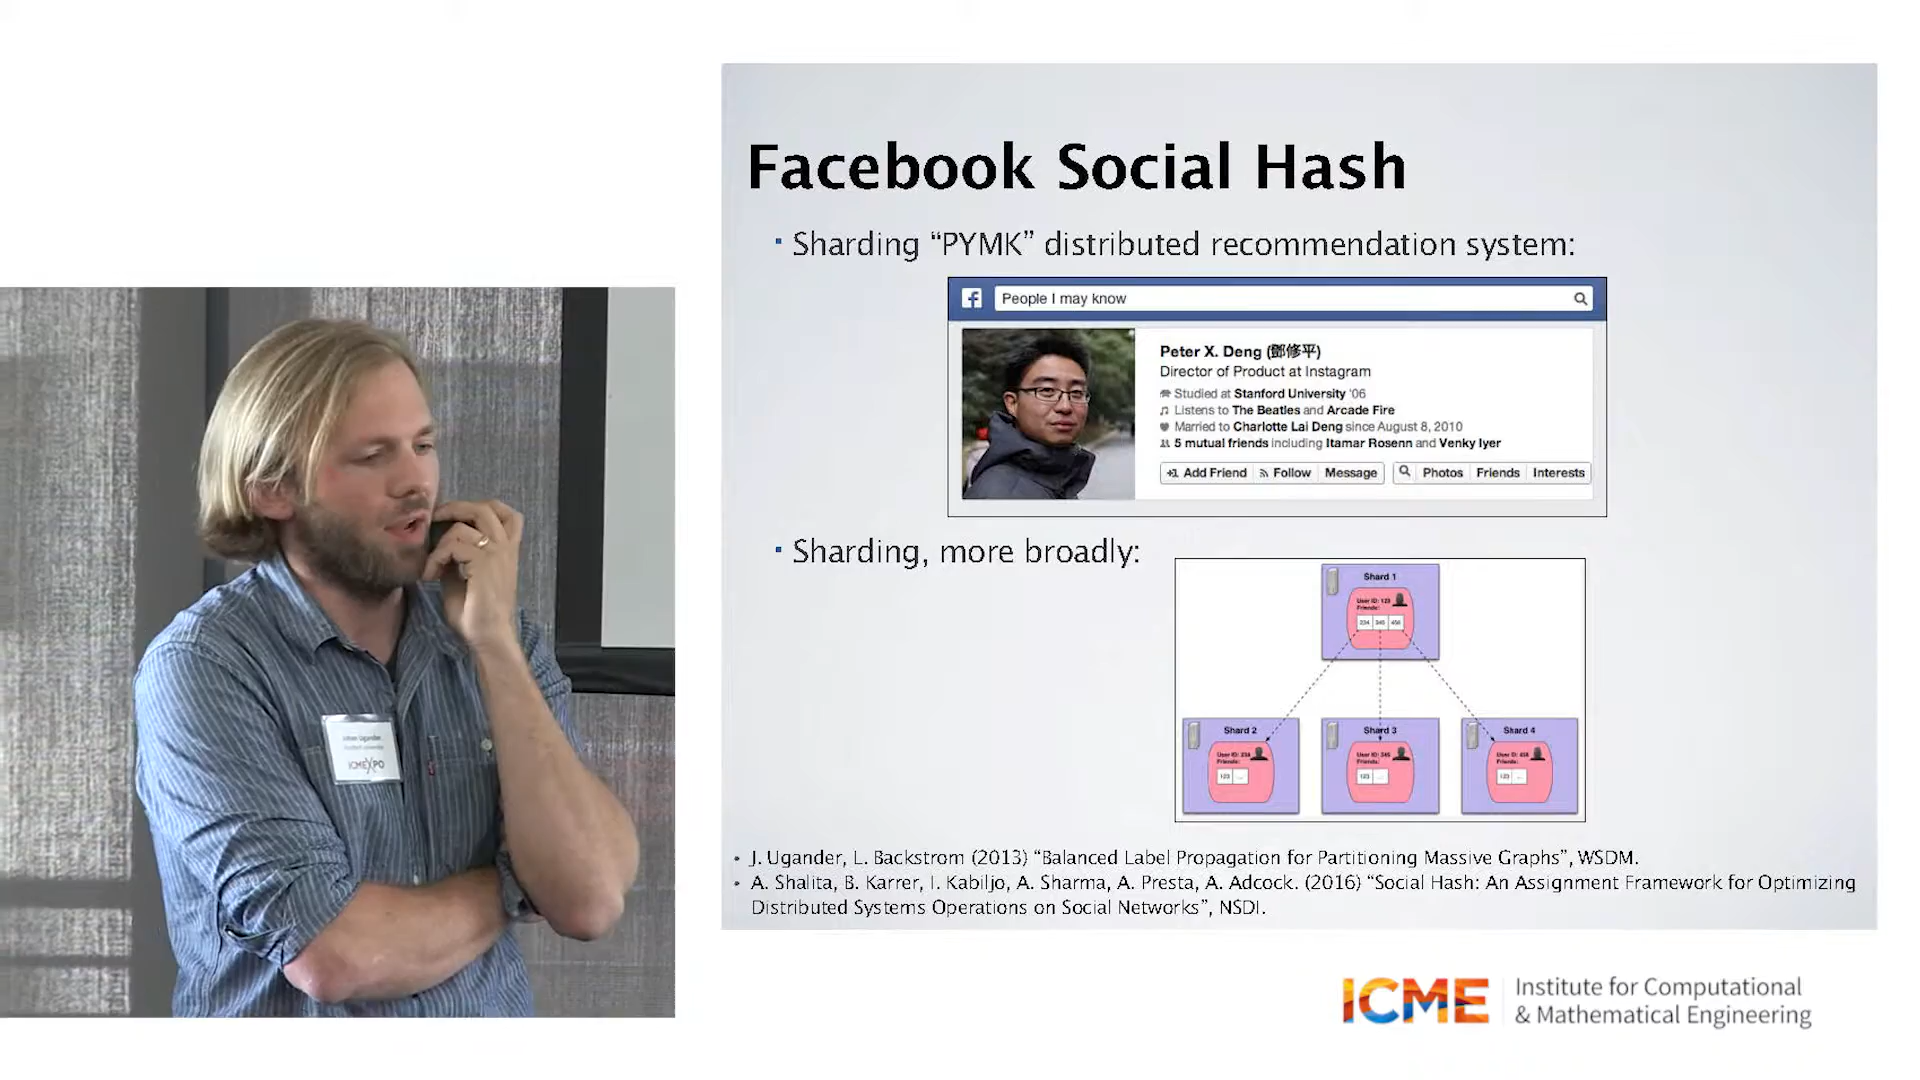 Facebook Social Hash
Sharding “PYMK” distributed recommendation system:
People I may know
Peter X. Deng (鄧修平)
Director of Product at Instagram
Studied at Stanford University '06
Listens to The Beatles and Arcade Fire
Married to Charlotte Lai Deng since August 8, 2010
5 mutual friends including Itamar Rosenn and Venky Iyer
+1 Add Friend Follow Message Photos Friends Interests
Sharding, more broadly:
Shard 1
User ID: 123
Friends:
234 345 456
Shard 2 Shard 3 Shard 4
User ID: 234 User ID: 345 User ID: 456
Friends: Friends: Friends:
123 ... 123 ... 123 ...
Johan Ugander
Stanford University
ICMEXPO
J. Ugander, L. Backstrom (2013) “Balanced Label Propagation for Partitioning Massive Graphs”, WSDM.
A. Shalita, B. Karrer, I. Kabiljo, A. Sharma, A. Presta, A. Adcock. (2016) “Social Hash: An Assignment Framework for Optimizing
Distributed Systems Operations on Social Networks”, NSDI.
ICME
Institute for Computational
& Mathematical Engineering